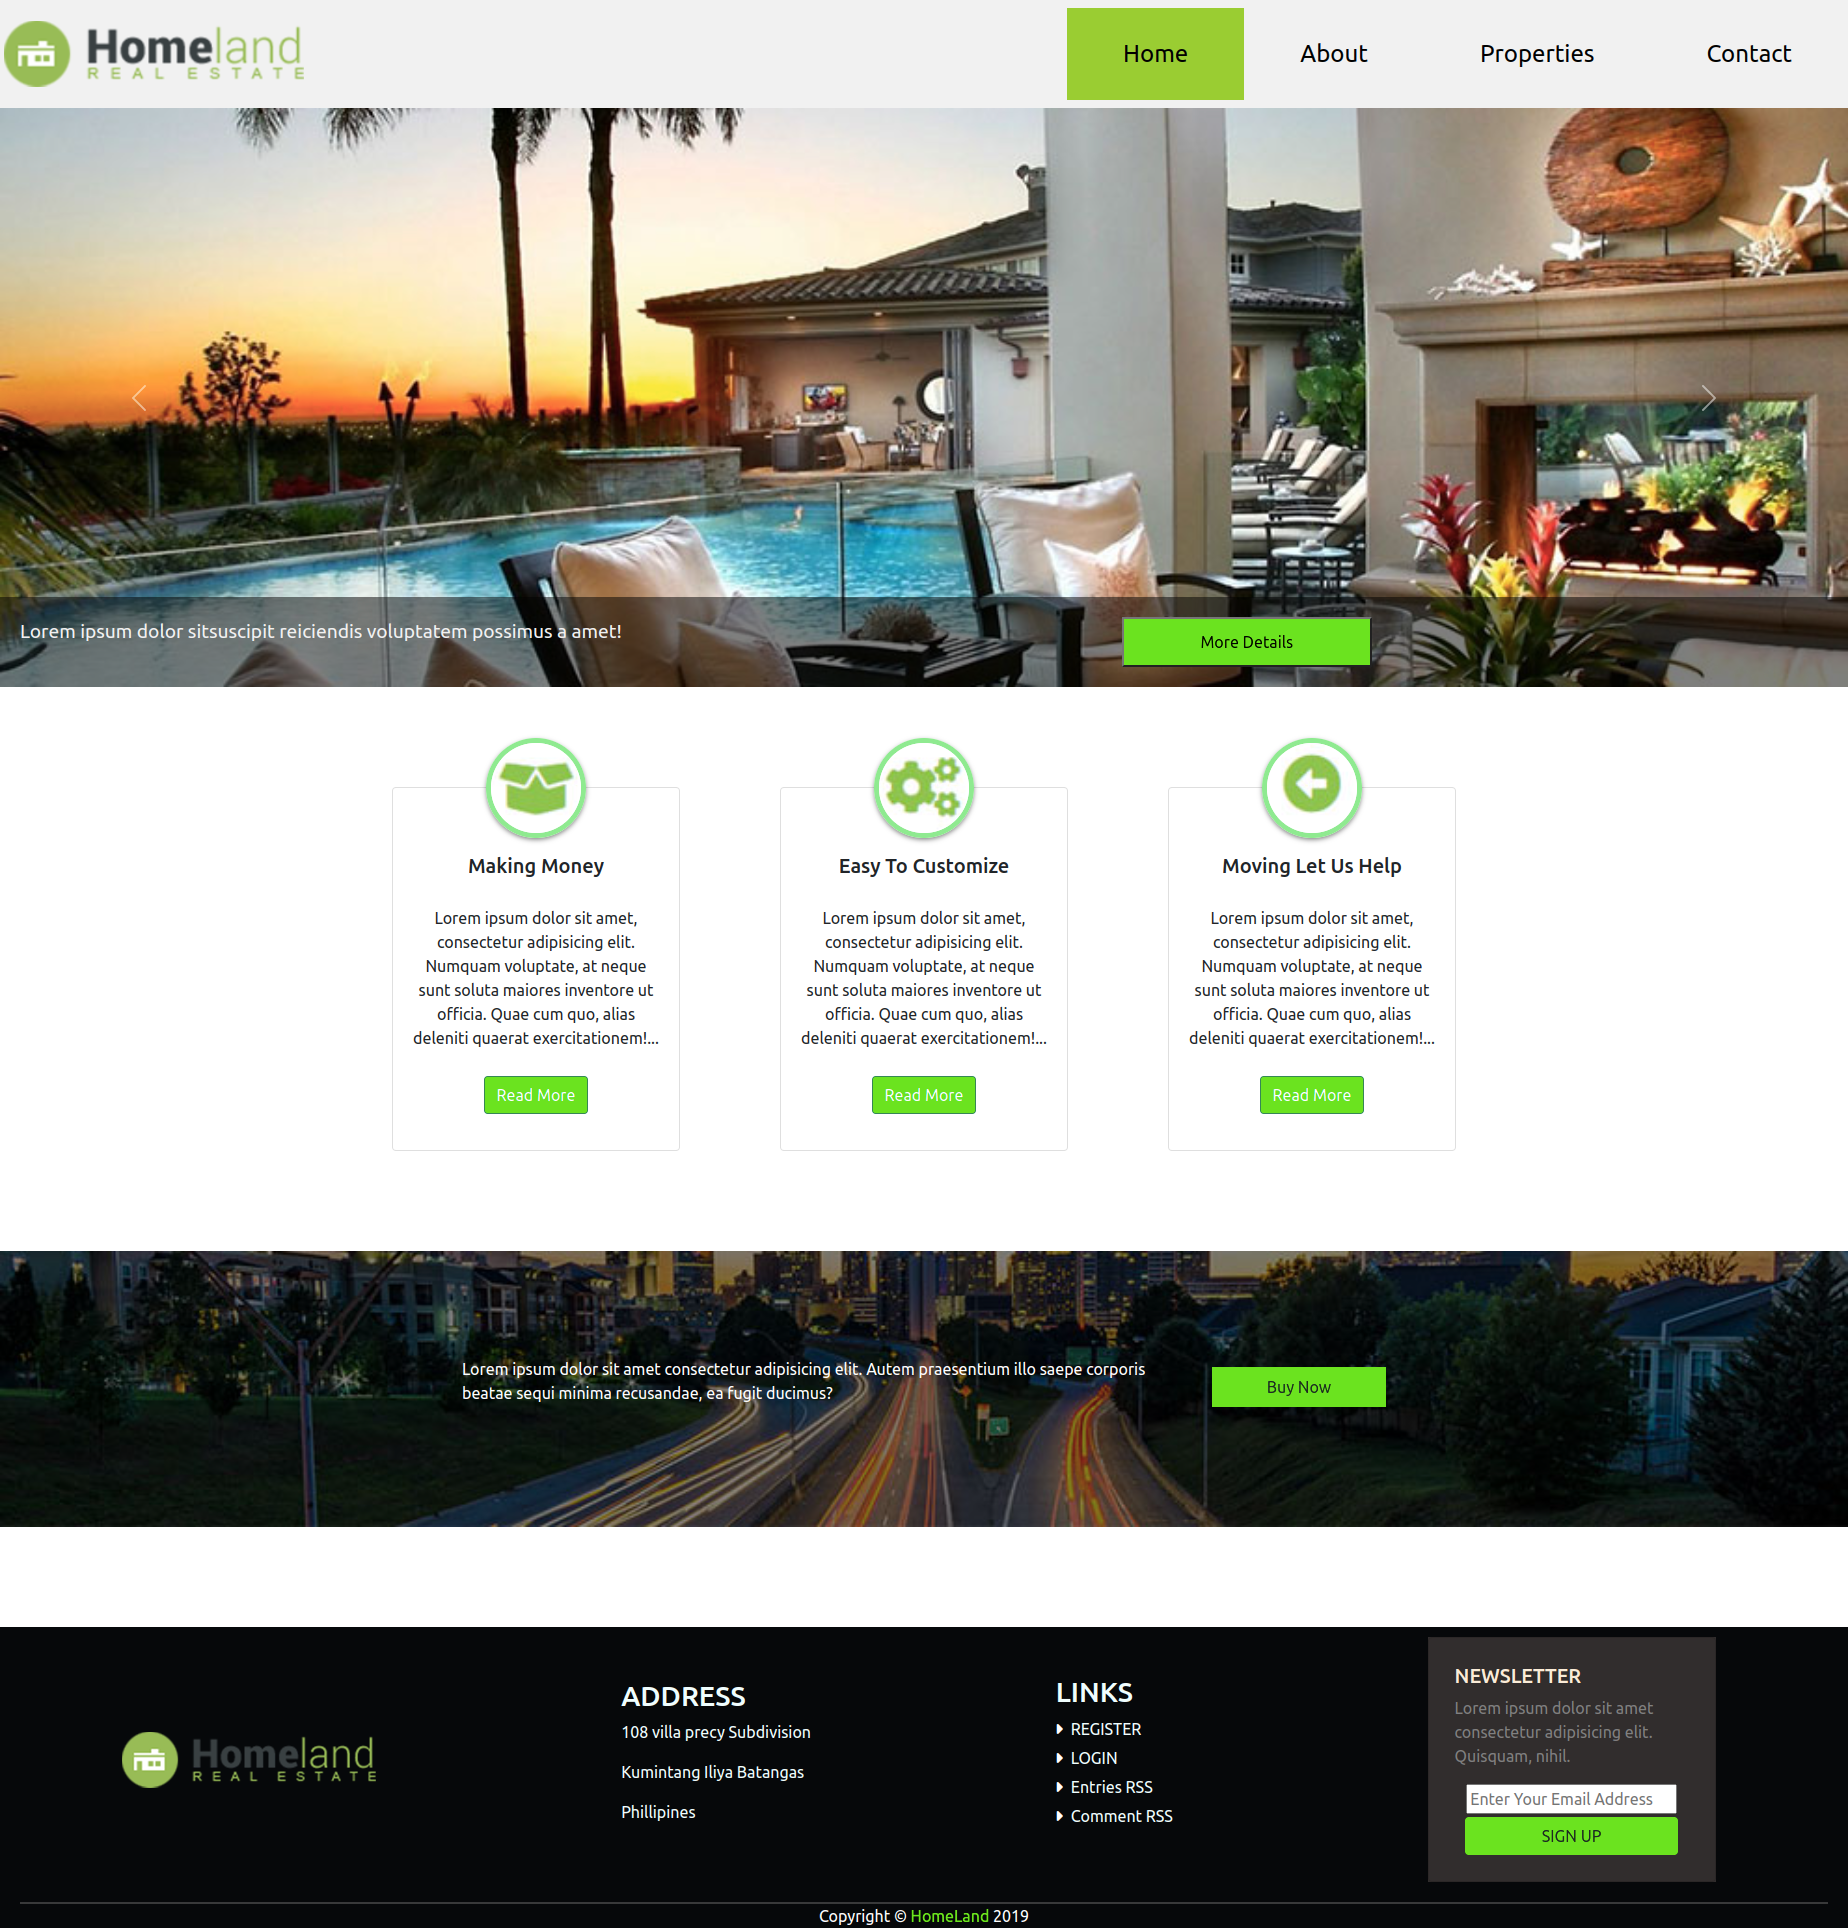 Homeland
REAL ESTATE
Home
About
Properties
Contact
Lorem ipsum dolor sitsuscipit reiciendis voluptatem possimus a amet!
More Details
Making Money
Lorem ipsum dolor sit amet,
consectetur adipisicing elit.
Numquam voluptate, at neque
sunt soluta maiores inventore ut
officia. Quae cum quo, alias
deleniti quaerat exercitationem!...
Read More
Easy To Customize
Lorem ipsum dolor sit amet,
consectetur adipisicing elit.
Numquam voluptate, at neque
sunt soluta maiores inventore ut
officia. Quae cum quo, alias
deleniti quaerat exercitationem!...
Read More
Moving Let Us Help
Lorem ipsum dolor sit amet,
consectetur adipisicing elit.
Numquam voluptate, at neque
sunt soluta maiores inventore ut
officia. Quae cum quo, alias
deleniti quaerat exercitationem!...
Read More
Lorem ipsum dolor sit amet consectetur adipisicing elit. Autem praesentium illo saepe corporis
beatae sequi minima recusandae, ea fugit ducimus?
Buy Now
Homeland
REAL ESTATE
ADDRESS
108 villa precy Subdivision
Kumintang Iliya Batangas
Phillipines
LINKS
REGISTER
LOGIN
Entries RSS
Comment RSS
NEWSLETTER
Lorem ipsum dolor sit amet
consectetur adipisicing elit.
Quisquam, nihil.
Enter Your Email Address
SIGN UP
Copyright © HomeLand 2019